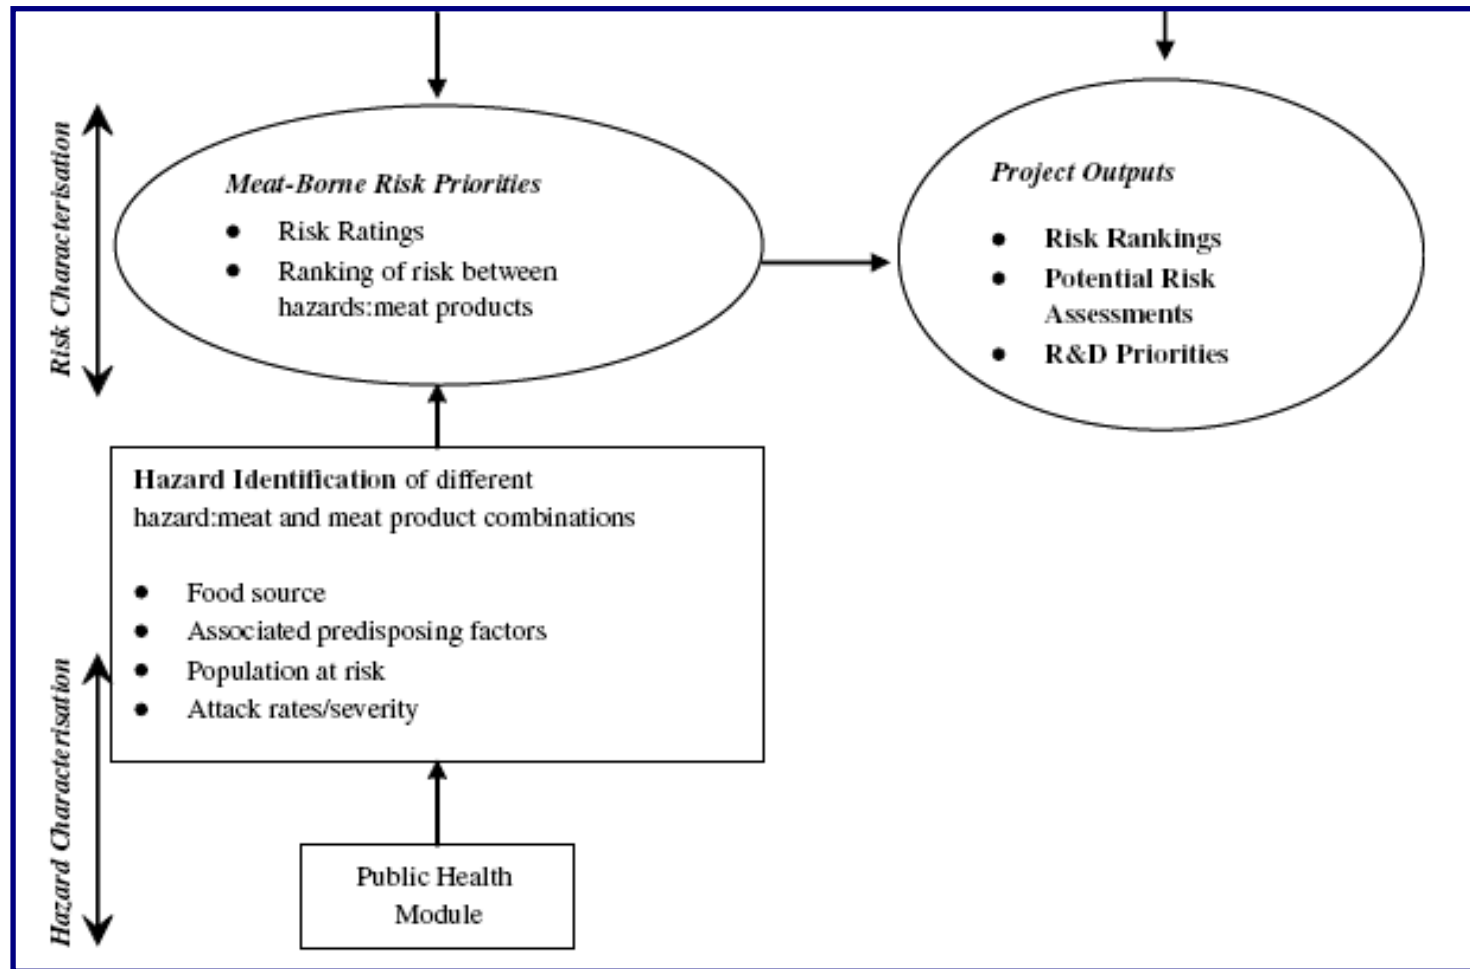 Risk Characterisation
Meat-Borne Risk Priorities
● Risk Ratings
● Ranking of risk between
hazards:meat products
Project Outputs
● Risk Rankings
● Potential Risk
Assessments
● R&D Priorities
Hazard Identification of different
hazard:meat and meat product combinations
● Food source
● Associated predisposing factors
● Population at risk
● Attack rates/severity
Hazard Characterisation
Public Health
Module